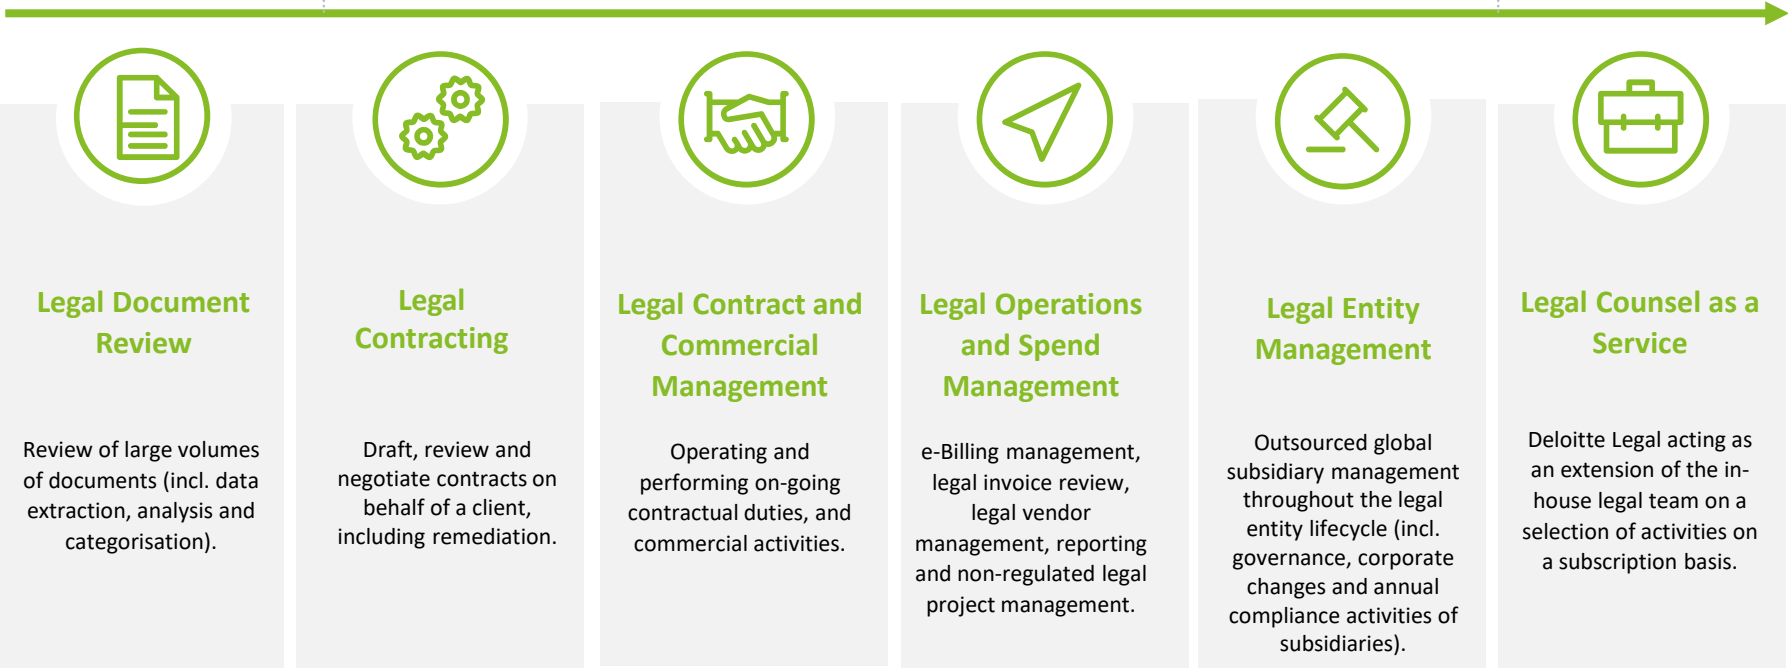 Legal Document
Review
Review of large volumes
of documents (incl. data
extraction, analysis and
categorisation).
Legal
Contracting
Draft, review and
negotiate contracts on
behalf of a client,
including remediation.
Legal Contract and
Commercial
Management
Operating and
performing on-going
contractual duties, and
commercial activities.
Legal Operations
and Spend
Management
e-Billing management,
legal invoice review,
legal vendor
management, reporting
and non-regulated legal
project management.
Legal Entity
Management
Outsourced global
subsidiary management
throughout the legal
entity lifecycle (incl.
governance, corporate
changes and annual
compliance activities of
subsidiaries).
Legal Counsel as a
Service
Deloitte Legal acting as
an extension of the in-
house legal team on a
selection of activities on
a subscription basis.